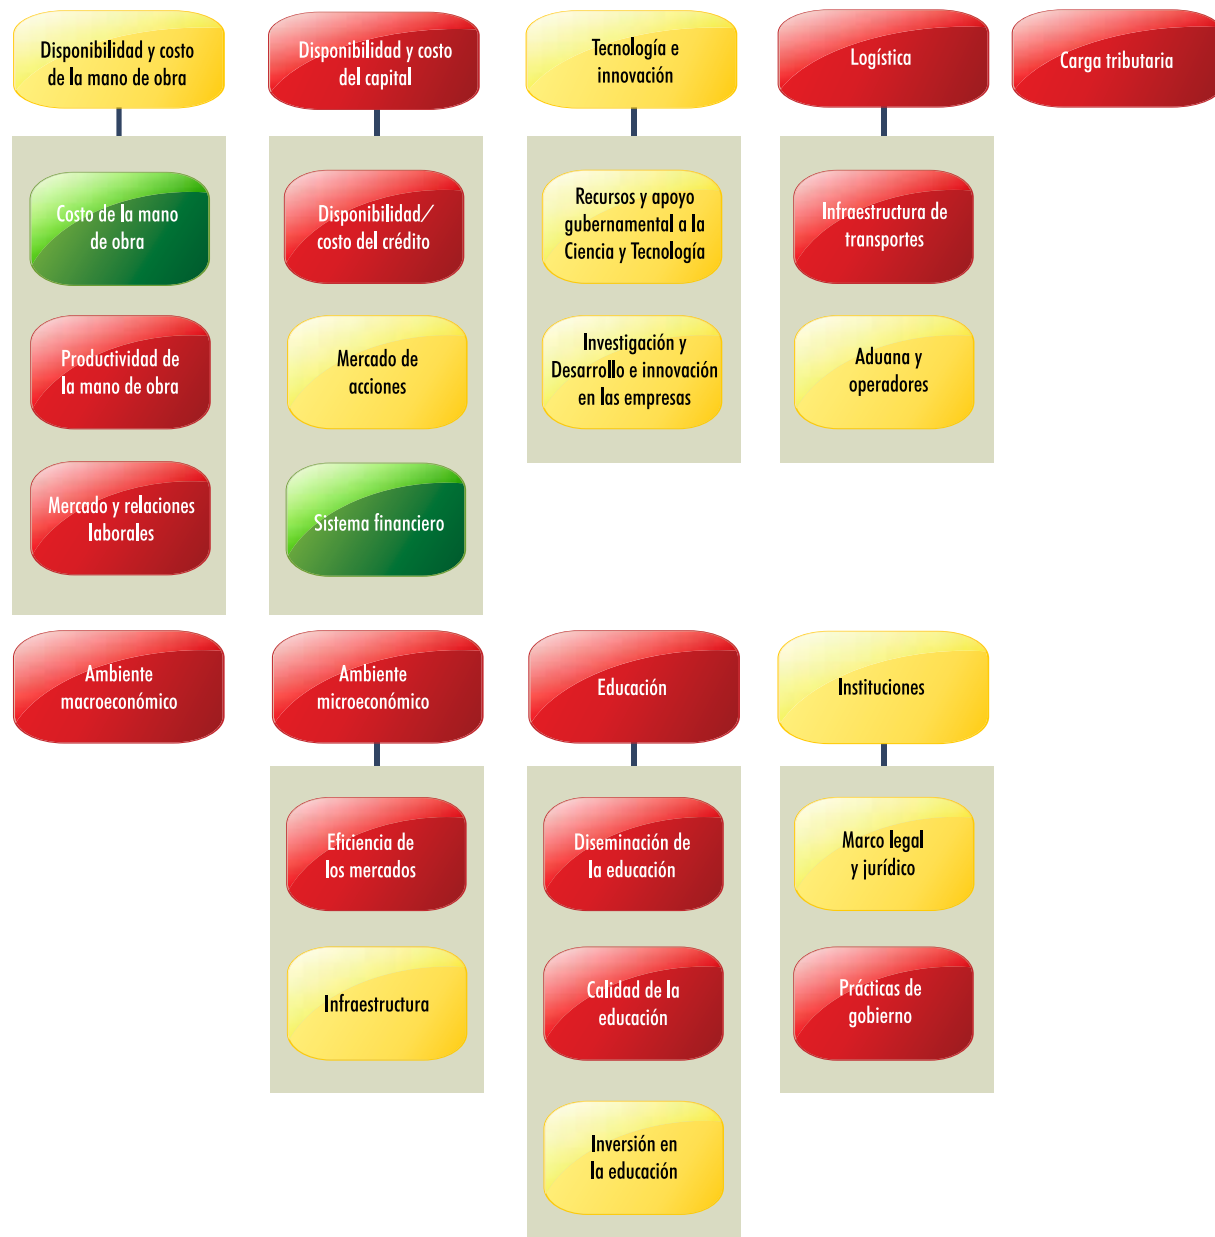 Disponibilidad y costo
de la mano de obra
Disponibilidad y costo
del capital
Tecnología e
innovación
Logística
Carga tributaria
Costo de la mano
de obra
Productividad de
la mano de obra
Mercado y relaciones
laborales
Disponibilidad/
costo del crédito
Mercado de
acciones
Sistema financiero
Recursos y apoyo
gubernamental a la
Ciencia y Tecnología
Investigación y
Desarrollo e innovación
en las empresas
Infraestructura de
transportes
Aduana y
operadores
Ambiente
macroeconómico
Ambiente
microeconómico
Educación
Instituciones
Eficiencia de
los mercados
Infraestructura
Diseminación de
la educación
Calidad de la
educación
Inversión en
la educación
Marco legal
y jurídico
Prácticas de
gobierno